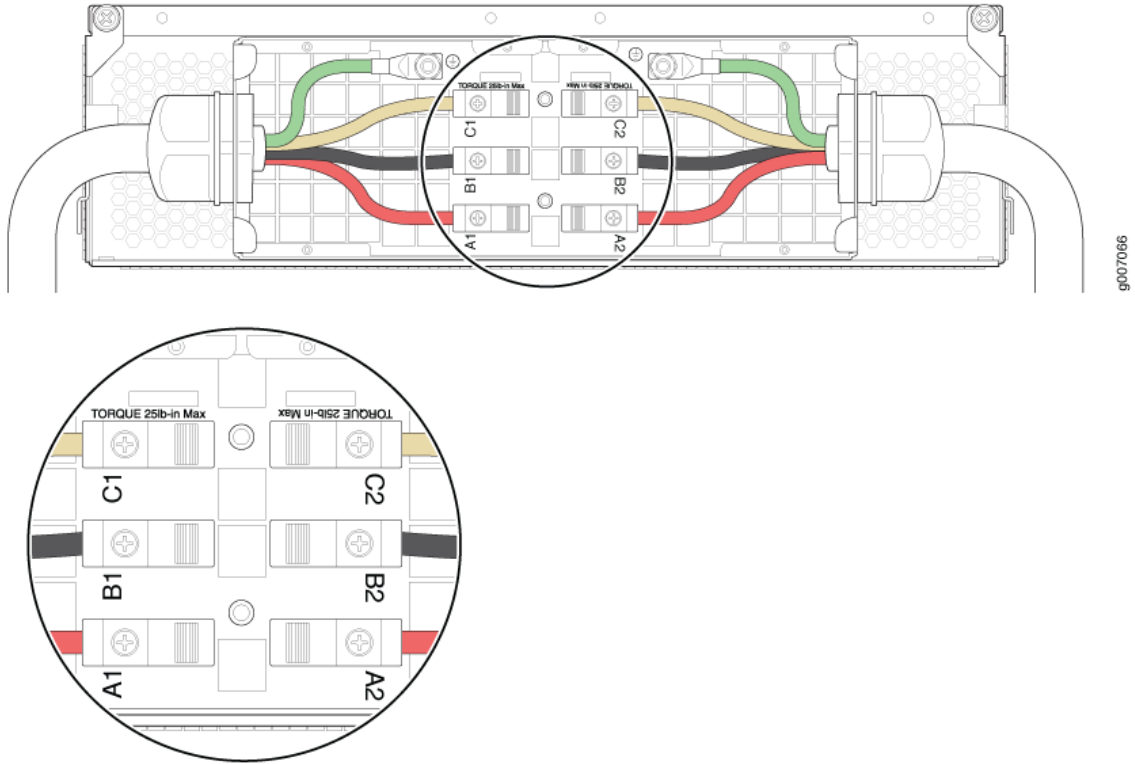 TORQUE 25lb-in Max
TORQUE 25lb-in Max
C1
C2
B1
B2
A1
A2
g007066
TORQUE 25lb-in Max
TORQUE 25lb-in Max
C1
C2
B1
B2
A1
A2